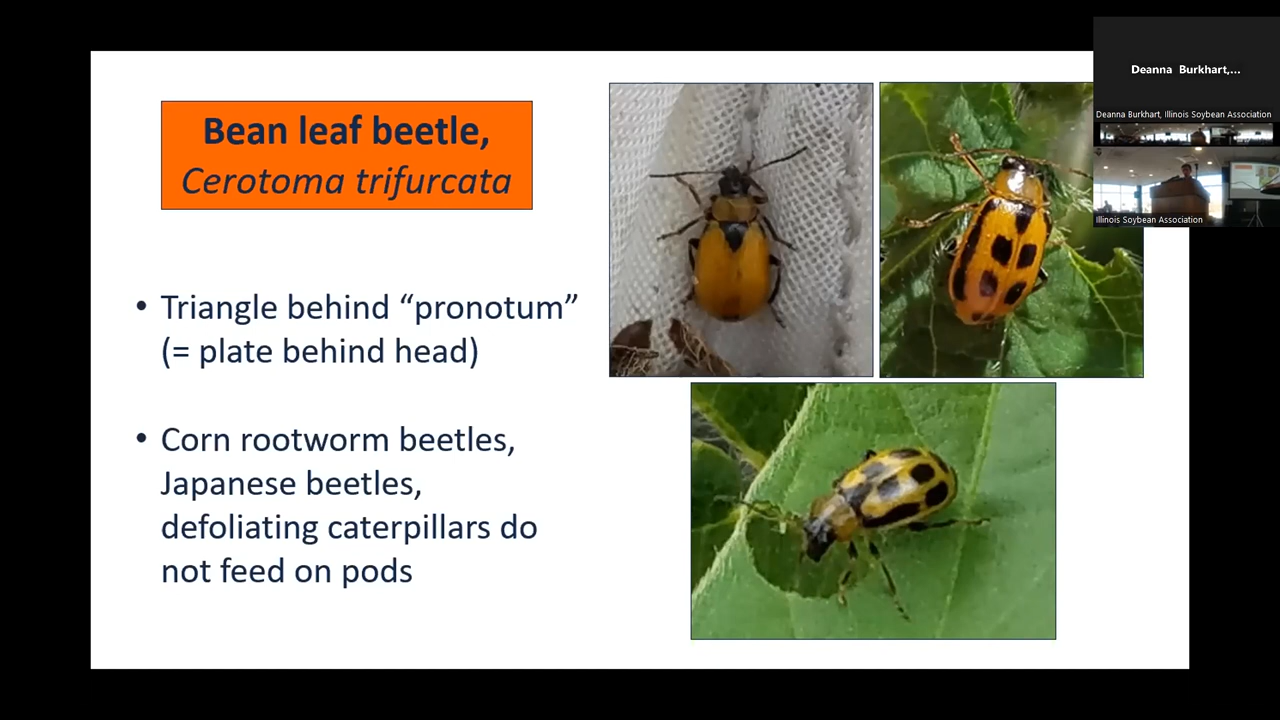 Bean leaf beetle,
Cerotoma trifurcata
• Triangle behind “pronotum”
(= plate behind head)
• Corn rootworm beetles,
Japanese beetles,
defoliating caterpillars do
not feed on pods
Deanna Burkhart,...
Deanna Burkhart, Illinois Soybean Association
Illinois Soybean Association